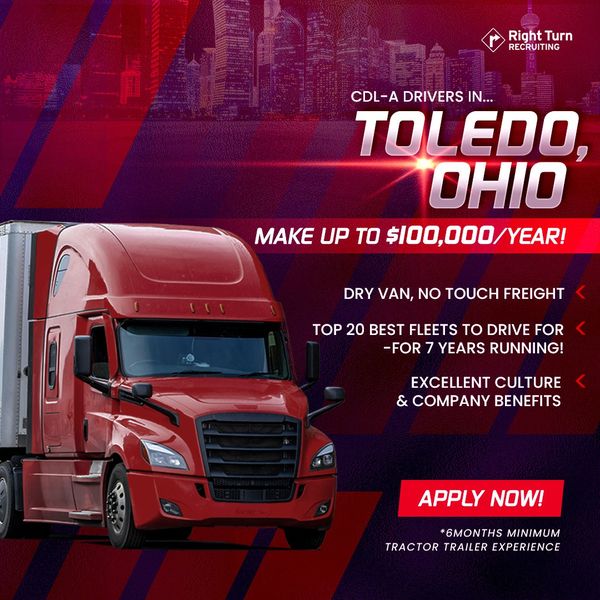 Right Turn
RECRUITING
CDL-A DRIVERS IN...
TOLEDO,
OHIO
MAKE UP TO $100,000/YEAR!
DRY VAN, NO TOUCH FREIGHT
TOP 20 BEST FLEETS TO DRIVE FOR
-FOR 7 YEARS RUNNING!
EXCELLENT CULTURE
& COMPANY BENEFITS
APPLY NOW!
*6MONTHS MINIMUM
TRACTOR TRAILER EXPERIENCE